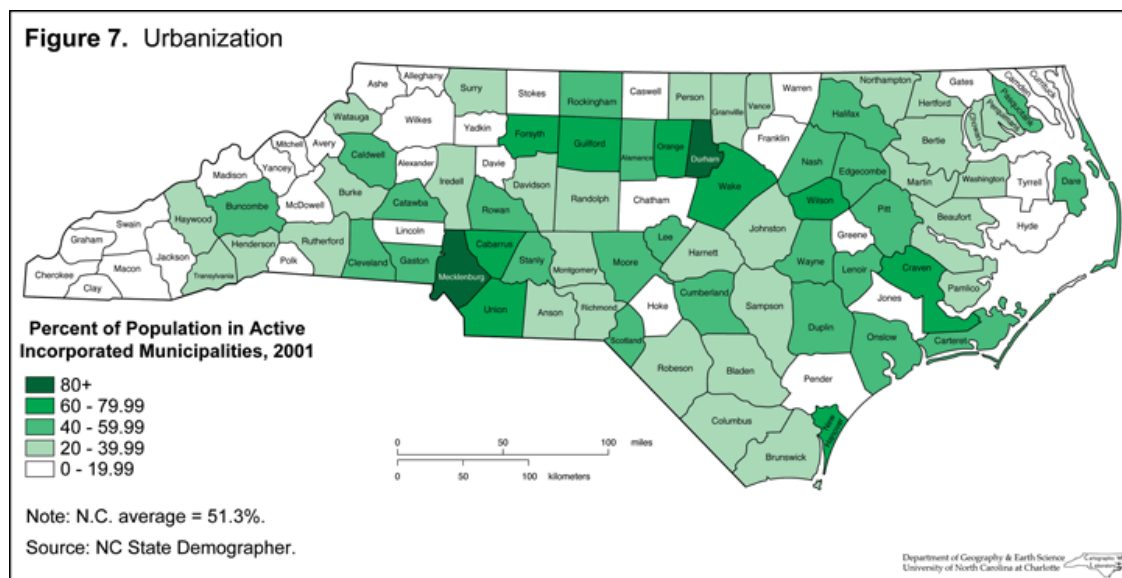 Figure 7. Urbanization
Ashe
Alleghany
Surry
Stokes
Rockingham
Caswell
Person
Granville
Vance
Warren
Northampton
Gates
Camden
Currituck
Pasquotank
Perquimans
Chowan
Hertford
Halifax
Watauga
Wilkes
Yadkin
Forsyth
Guilford
Alamance
Orange
Durham
Franklin
Nash
Edgecombe
Bertie
Mitchell
Avery
Caldwell
Alexander
Davie
Iredell
Davidson
Randolph
Chatham
Wake
Wilson
Martin
Washington
Tyrrell
Dare
Madison
Yancey
McDowell
Burke
Catawba
Rowan
Johnston
Greene
Pitt
Beaufort
Hyde
Swain
Haywood
Buncombe
Rutherford
Lincoln
Cabarrus
Stanly
Montgomery
Moore
Lee
Harnett
Wayne
Lenoir
Craven
Pamlico
Graham
Cherokee
Clay
Macon
Jackson
Transylvania
Henderson
Polk
Cleveland
Gaston
Mecklenburg
Union
Anson
Richmond
Scotland
Hoke
Cumberland
Sampson
Duplin
Jones
Onslow
Carteret
Robeson
Bladen
Pender
Columbus
Brunswick
New
Hanover
Percent of Population in Active
Incorporated Municipalities, 2001
80+
60 - 79.99
40 - 59.99
20 - 39.99
0 - 19.99
0 50 100 miles
0 50 100 kilometers
Note: N.C. average = 51.3%.
Source: NC State Demographer.
Department of Geography & Earth Science
University of North Carolina at Charlotte